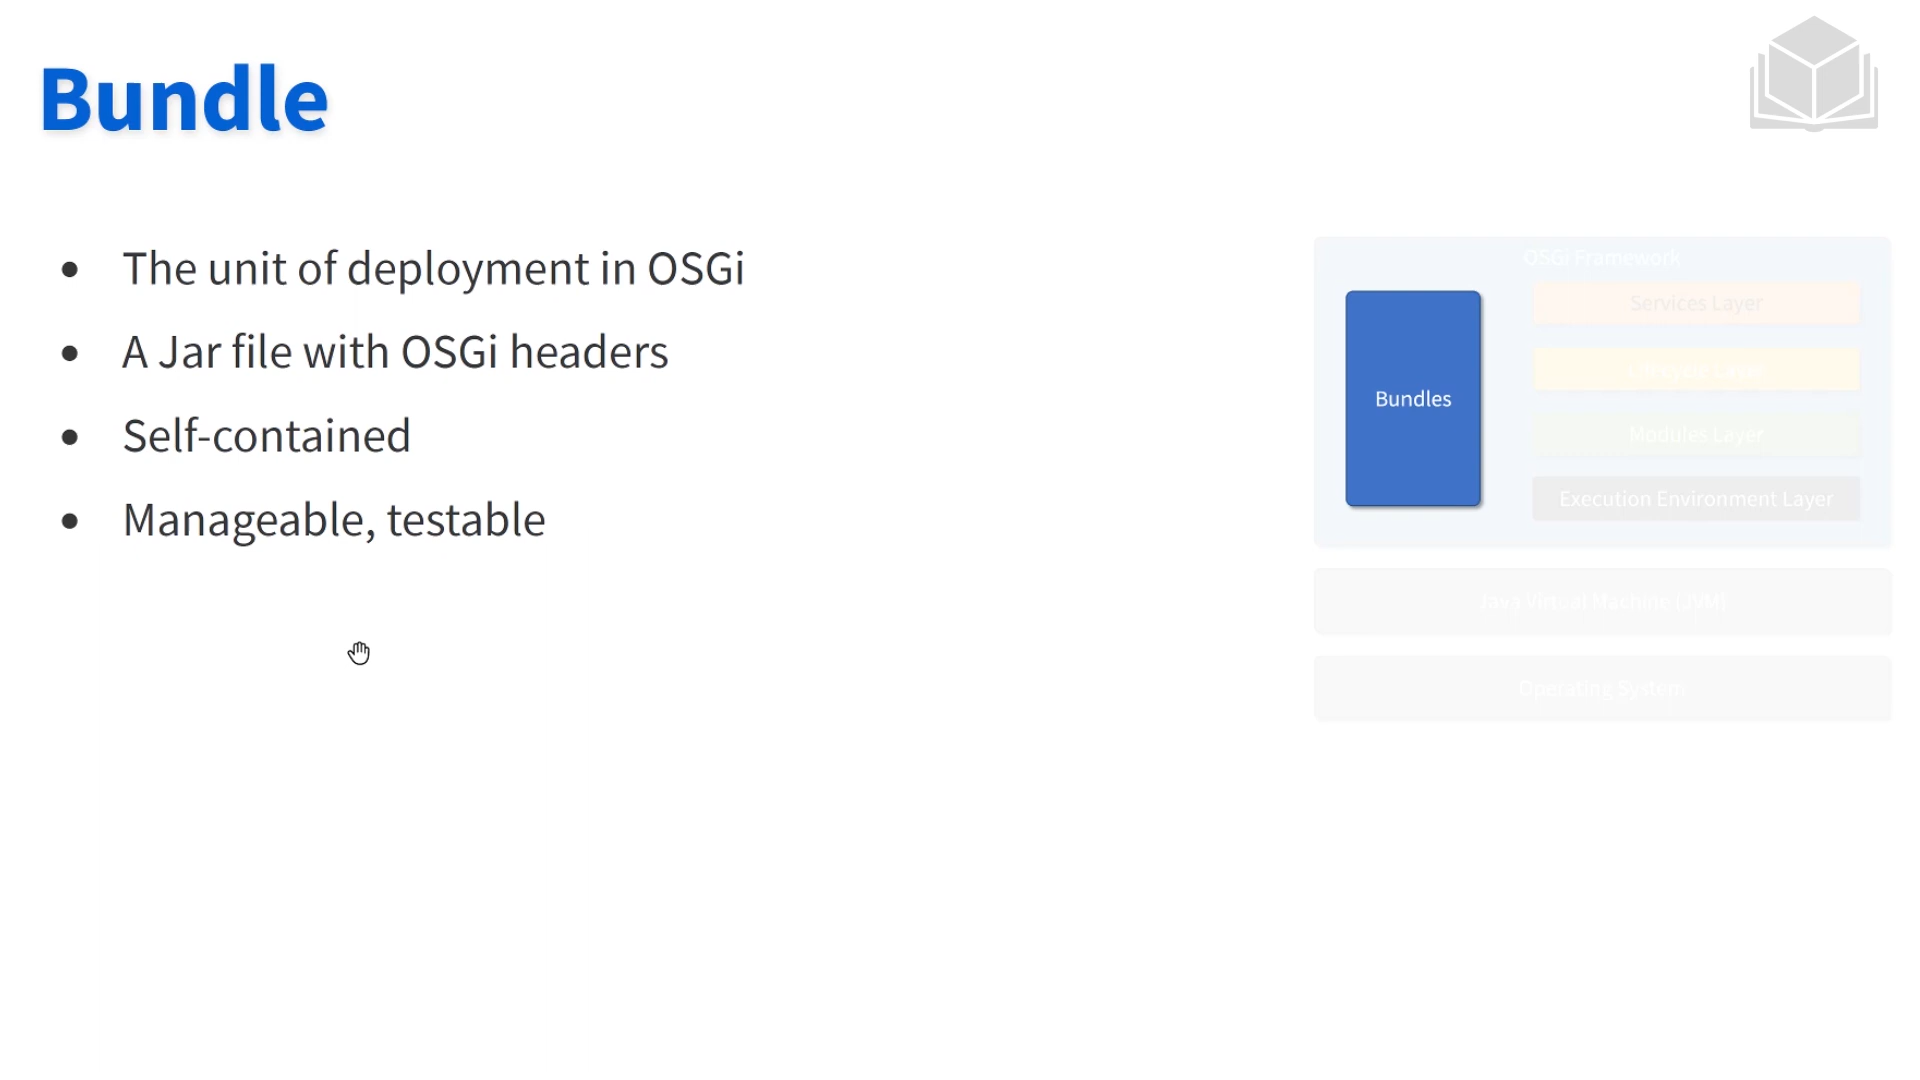 Bundle
• The unit of deployment in OSGi
• A Jar file with OSGi headers
• Self-contained
• Manageable, testable
OSGi Framework
Bundles
Services Layer
Lifecycle Layer
Modules Layer
Execution Environment Layer
Java Virtual Machine (JVM)
Operating System